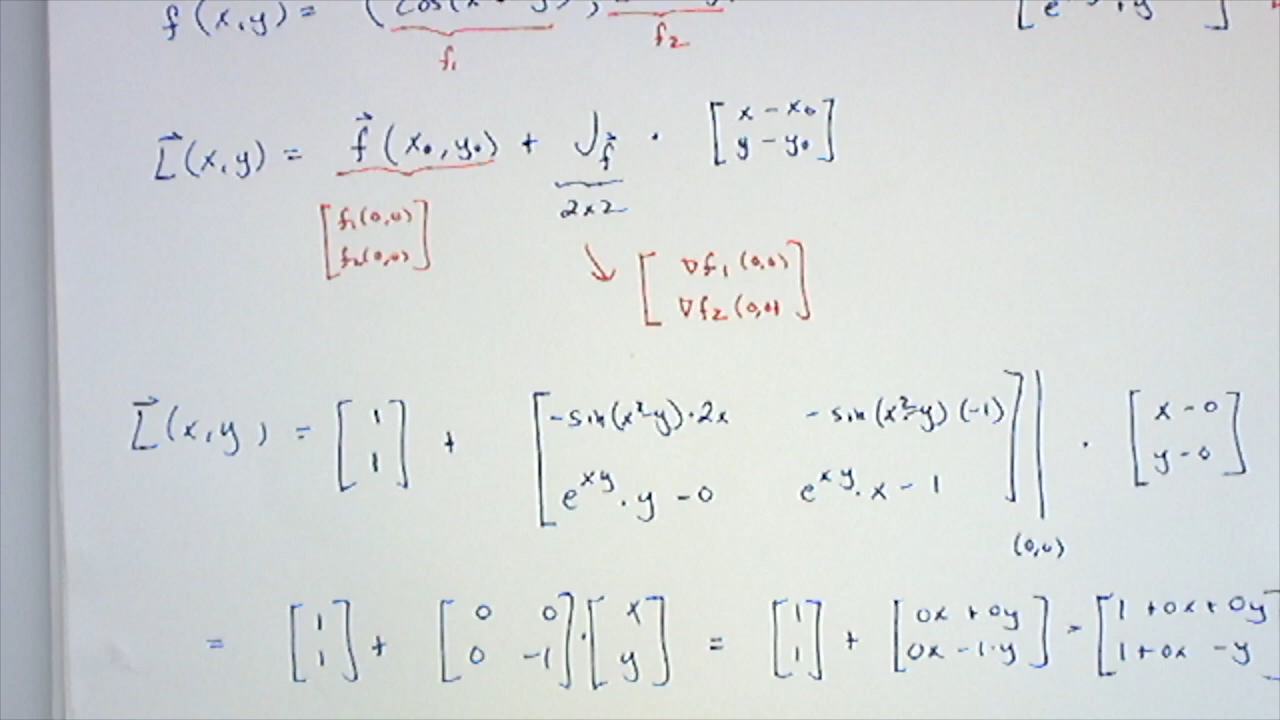 f(x,y) = (cos(x y), 
f₁ f₂
[e ,y ]
L⃗(x,y) = f⃗(x₀,y₀) + J_f⃗ · [x - x₀; y - y₀]
2x2
[f₁(0,0); f₂(0,0)]
↘ [∇f₁(0,0); ∇f₂(0,0)]
L⃗(x,y) = [1; 1] + [-sin(x²-y)·2x -sin(x²-y)(-1); e^xy·y - 0 e^xy·x - 1] |(0,0) · [x - 0; y - 0]
= [1; 1] + [0 0; 0 -1]·[x; y] = [1; 1] + [0x + 0y; 0x - 1·y] = [1 + 0x + 0y; 1 + 0x - y]